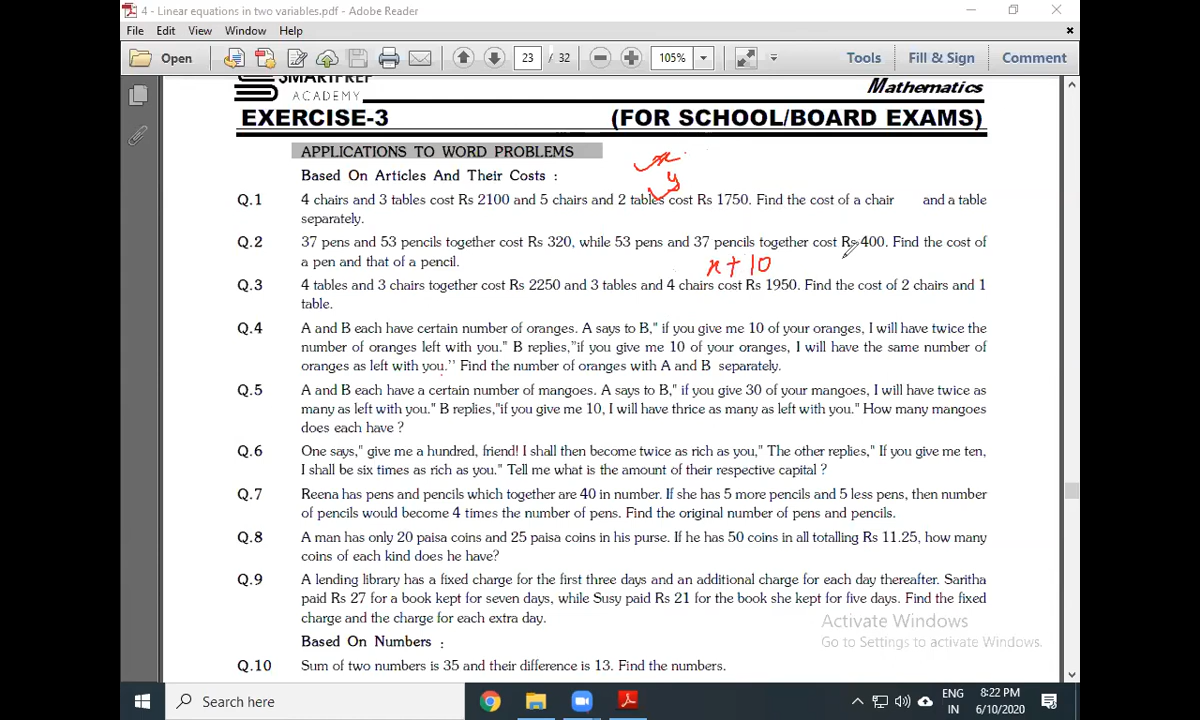 4 - Linear equations in two variables.pdf - Adobe Reader
File Edit View Window Help
Open 23 / 32 105% Tools Fill & Sign Comment
SMARTPREP
ACADEMY
Mathematics
EXERCISE-3 (FOR SCHOOL/BOARD EXAMS)
APPLICATIONS TO WORD PROBLEMS
x
Based On Articles And Their Costs :
y
Q.1 4 chairs and 3 tables cost Rs 2100 and 5 chairs and 2 tables cost Rs 1750. Find the cost of a chair and a table
separately.
Q.2 37 pens and 53 pencils together cost Rs 320, while 53 pens and 37 pencils together cost Rs 400. Find the cost of
a pen and that of a pencil.
x + 10
Q.3 4 tables and 3 chairs together cost Rs 2250 and 3 tables and 4 chairs cost Rs 1950. Find the cost of 2 chairs and 1
table.
Q.4 A and B each have certain number of oranges. A says to B," if you give me 10 of your oranges, I will have twice the
number of oranges left with you." B replies,"if you give me 10 of your oranges, I will have the same number of
oranges as left with you.'' Find the number of oranges with A and B separately.
Q.5 A and B each have a certain number of mangoes. A says to B," if you give 30 of your mangoes, I will have twice as
many as left with you." B replies,"if you give me 10, I will have thrice as many as left with you." How many mangoes
does each have ?
Q.6 One says," give me a hundred, friend! I shall then become twice as rich as you," The other replies," If you give me ten,
I shall be six times as rich as you." Tell me what is the amount of their respective capital ?
Q.7 Reena has pens and pencils which together are 40 in number. If she has 5 more pencils and 5 less pens, then number
of pencils would become 4 times the number of pens. Find the original number of pens and pencils.
Q.8 A man has only 20 paisa coins and 25 paisa coins in his purse. If he has 50 coins in all totalling Rs 11.25, how many
coins of each kind does he have?
Q.9 A lending library has a fixed charge for the first three days and an additional charge for each day thereafter. Saritha
paid Rs 27 for a book kept for seven days, while Susy paid Rs 21 for the book she kept for five days. Find the fixed
charge and the charge for each extra day.
Activate Windows
Go to Settings to activate Windows.
Based On Numbers :
Q.10 Sum of two numbers is 35 and their difference is 13. Find the numbers.
Search here
ENG
IN
8:22 PM
6/10/2020